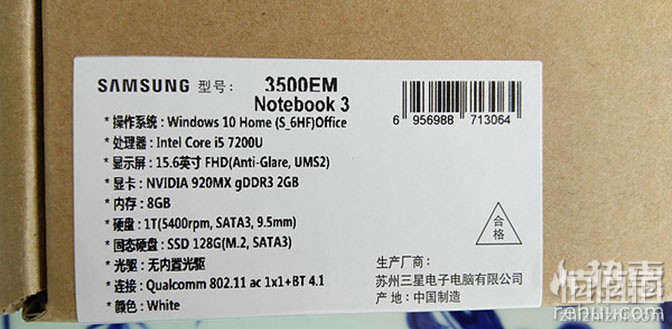 SAMSUNG 型号: 3500EM
Notebook 3
* 操作系统: Windows 10 Home (S_6HF)Office
* 处理器: Intel Core i5 7200U
* 显示屏: 15.6英寸 FHD(Anti-Glare, UMS2)
* 显卡: NVIDIA 920MX gDDR3 2GB
* 内存: 8GB
* 硬盘: 1T(5400rpm, SATA3, 9.5mm)
* 固态硬盘: SSD 128G(M.2, SATA3)
* 光驱: 无内置光驱
* 连接: Qualcomm 802.11 ac 1x1+BT 4.1
* 颜色: White
6 956988 713064
合格
生产厂商:
苏州三星电子电脑有限公司
产 地: 中国制造